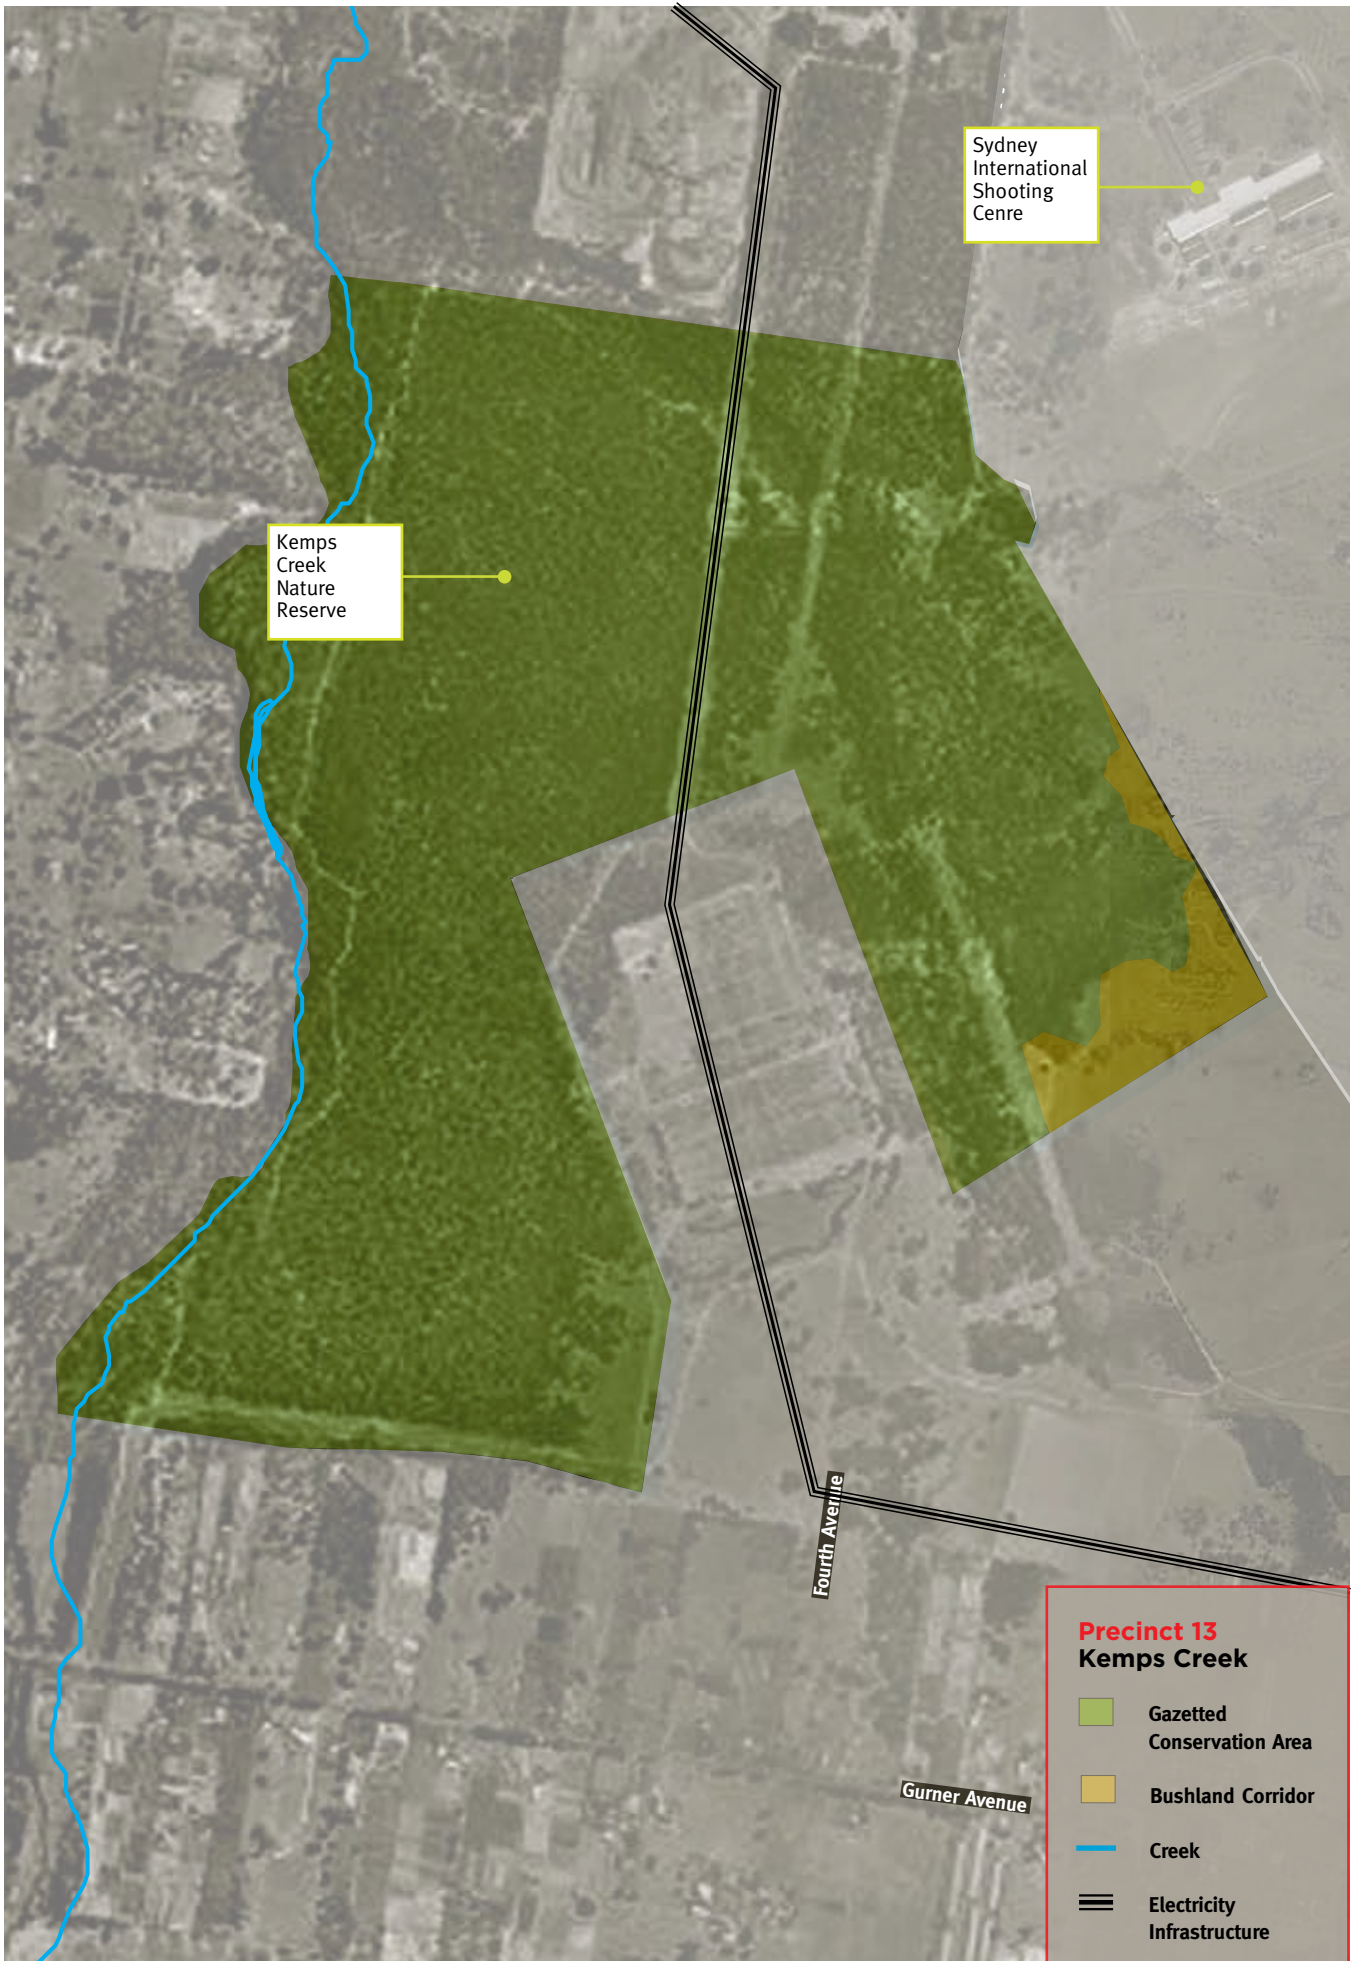 Sydney
International
Shooting
Cenre
Kemps
Creek
Nature
Reserve
Fourth Avenue
Gurner Avenue
Precinct 13
Kemps Creek
Gazetted
Conservation Area
Bushland Corridor
Creek
Electricity
Infrastructure